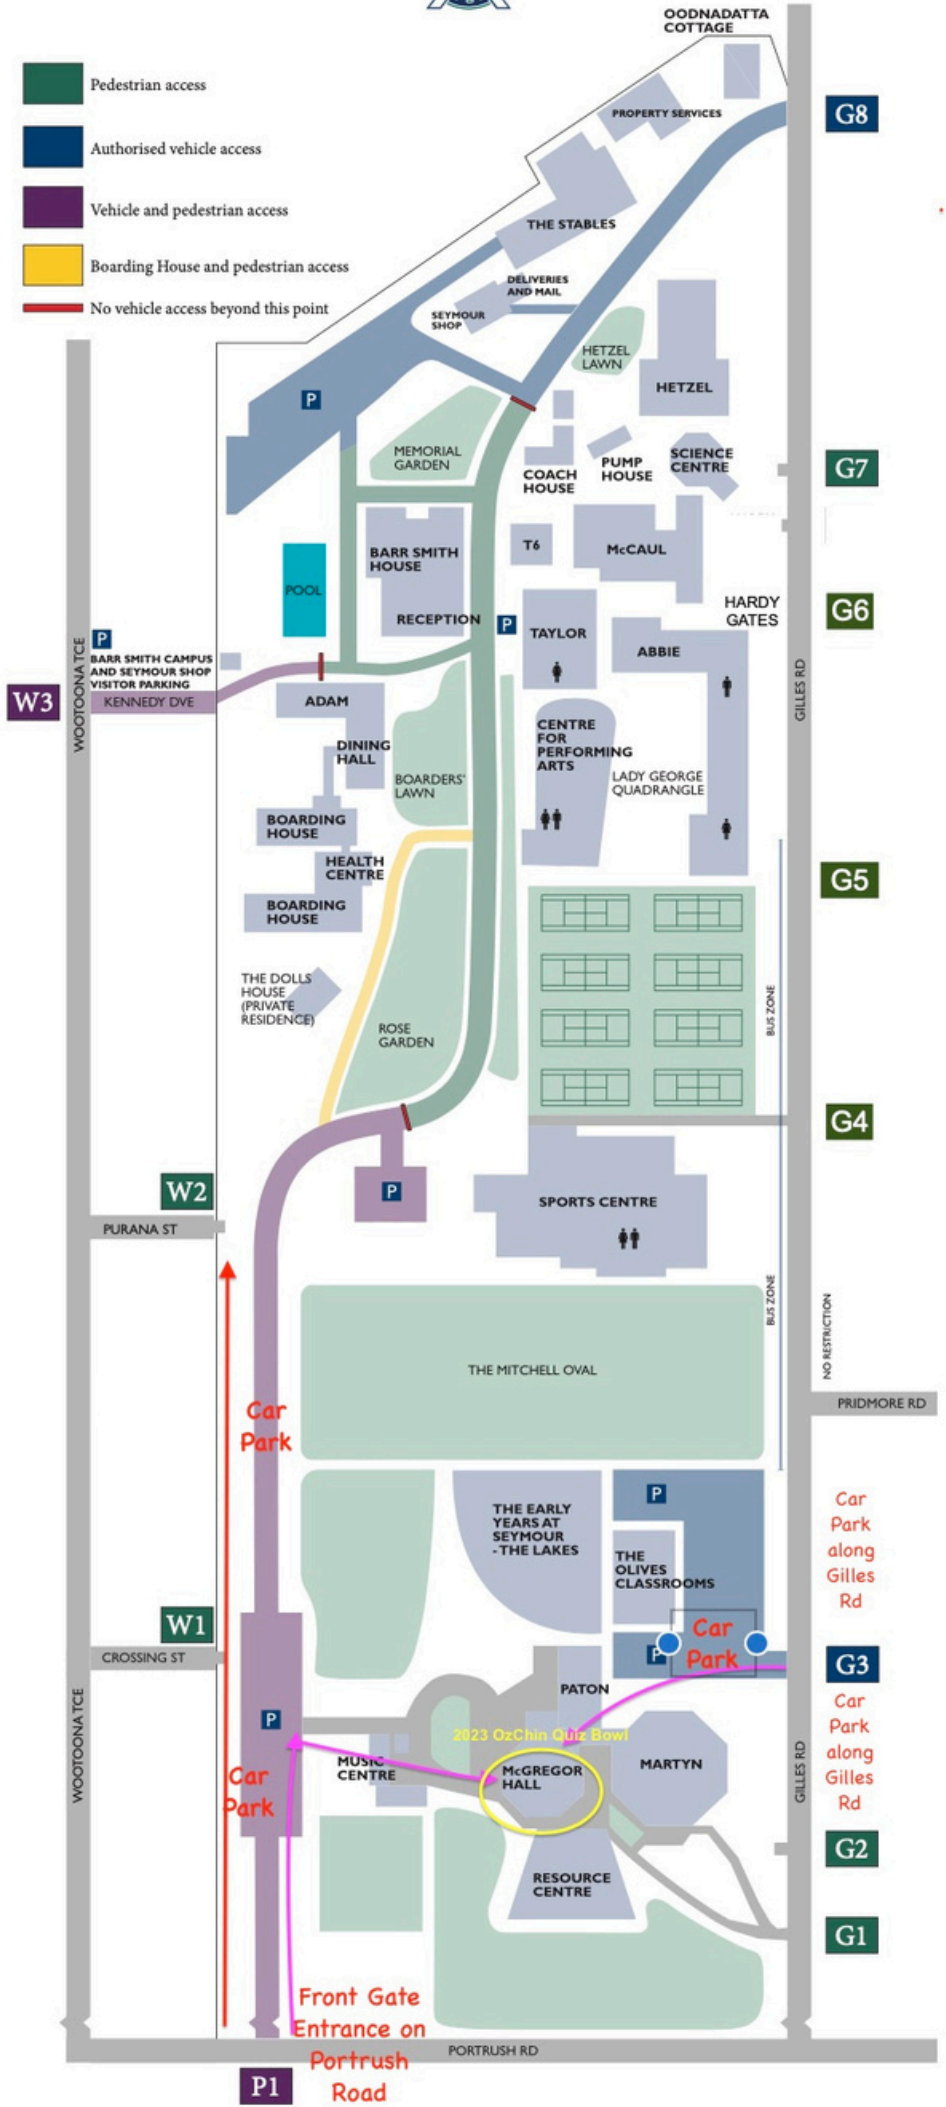 OODNADATTA
COTTAGE
Pedestrian access
Authorised vehicle access
Vehicle and pedestrian access
Boarding House and pedestrian access
No vehicle access beyond this point
PROPERTY SERVICES
G8
THE STABLES
DELIVERIES
AND MAIL
SEYMOUR
SHOP
HETZEL
LAWN
HETZEL
P
MEMORIAL
GARDEN
COACH
HOUSE
PUMP
HOUSE
SCIENCE
CENTRE
G7
BARR SMITH
HOUSE
RECEPTION
T6
McCAUL
POOL
P
TAYLOR
ABBIE
HARDY
GATES
G6
WOOTOONA TCE
P
BARR SMITH CAMPUS
AND SEYMOUR SHOP
VISITOR PARKING
W3
KENNEDY DVE
GILLES RD
ADAM
DINING
HALL
BOARDERS'
LAWN
CENTRE
FOR
PERFORMING
ARTS
LADY GEORGE
QUADRANGLE
BOARDING
HOUSE
HEALTH
CENTRE
BOARDING
HOUSE
G5
THE DOLLS
HOUSE
(PRIVATE
RESIDENCE)
ROSE
GARDEN
BUS ZONE
G4
W2
P
SPORTS CENTRE
PURANA ST
BUS ZONE
NO RESTRICTION
THE MITCHELL OVAL
PRIDMORE RD
Car
Park
THE EARLY
YEARS AT
SEYMOUR
- THE LAKES
P
THE
OLIVES
CLASSROOMS
Car
Park
along
Gilles
Rd
W1
CROSSING ST
P
Car
Park
G3
PATON
WOOTOONA TCE
P
2023 OzChin Quiz Bowl
MUSIC
CENTRE
McGREGOR
HALL
MARTYN
Car
Park
along
Gilles
Rd
GILLES RD
Car
Park
G2
RESOURCE
CENTRE
G1
Front Gate
Entrance on
Portrush
Road
PORTRUSH RD
P1